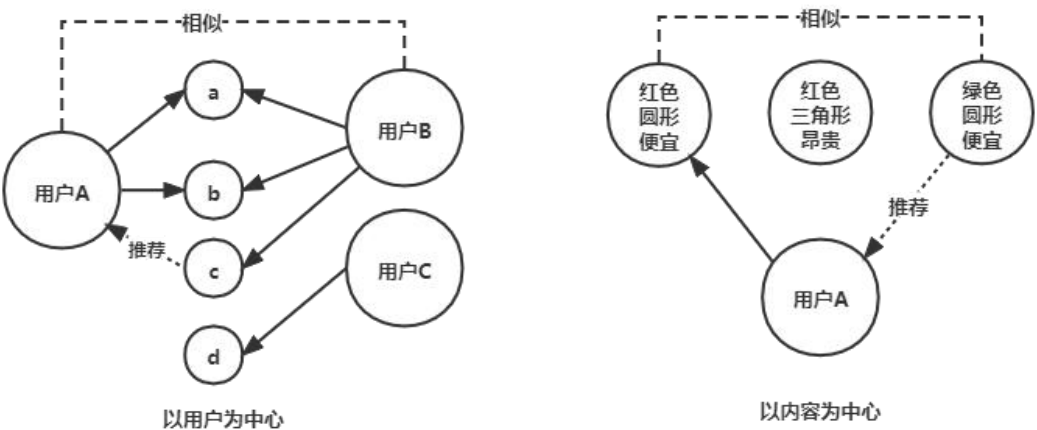 相似
a
用户B
用户A
b
推荐
c
用户C
d
以用户为中心
相似
红色
圆形
便宜
红色
三角形
昂贵
绿色
圆形
便宜
推荐
用户A
以内容为中心